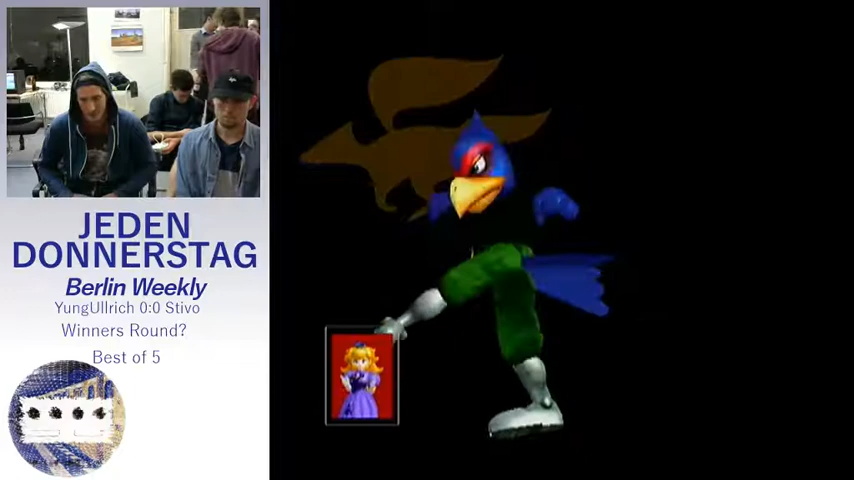 JEDEN
DONNERSTAG
Berlin Weekly
YungUllrich 0:0 Stivo
Winners Round?
Best of 5